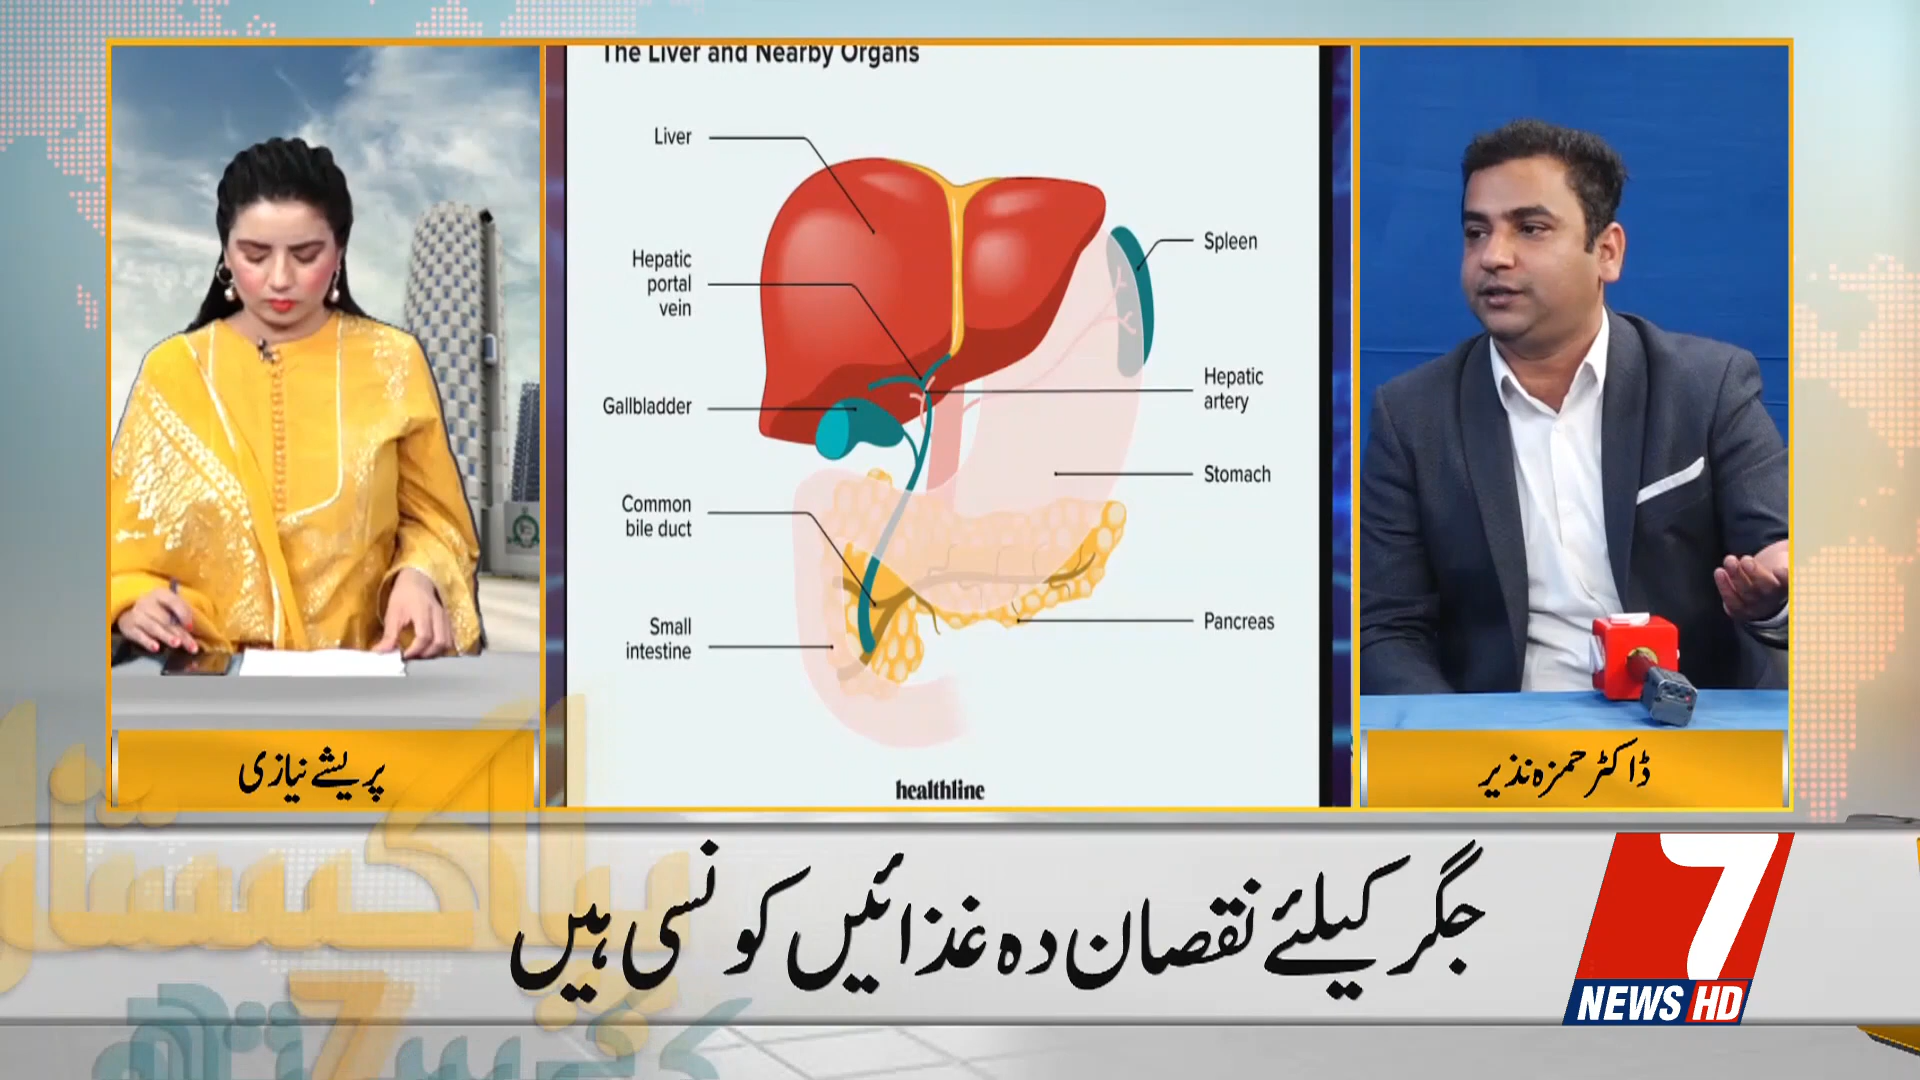 The Liver and Nearby Organs
Liver
Hepatic
portal
vein
Gallbladder
Common
bile duct
Small
intestine
Spleen
Hepatic
artery
Stomach
Pancreas
healthline
پریشے نیازی
ڈاکٹر حمزہ نذیر
جگر کیلئے نقصان دہ غذائیں کونسی ہیں
7
NEWS HD
پاکستان